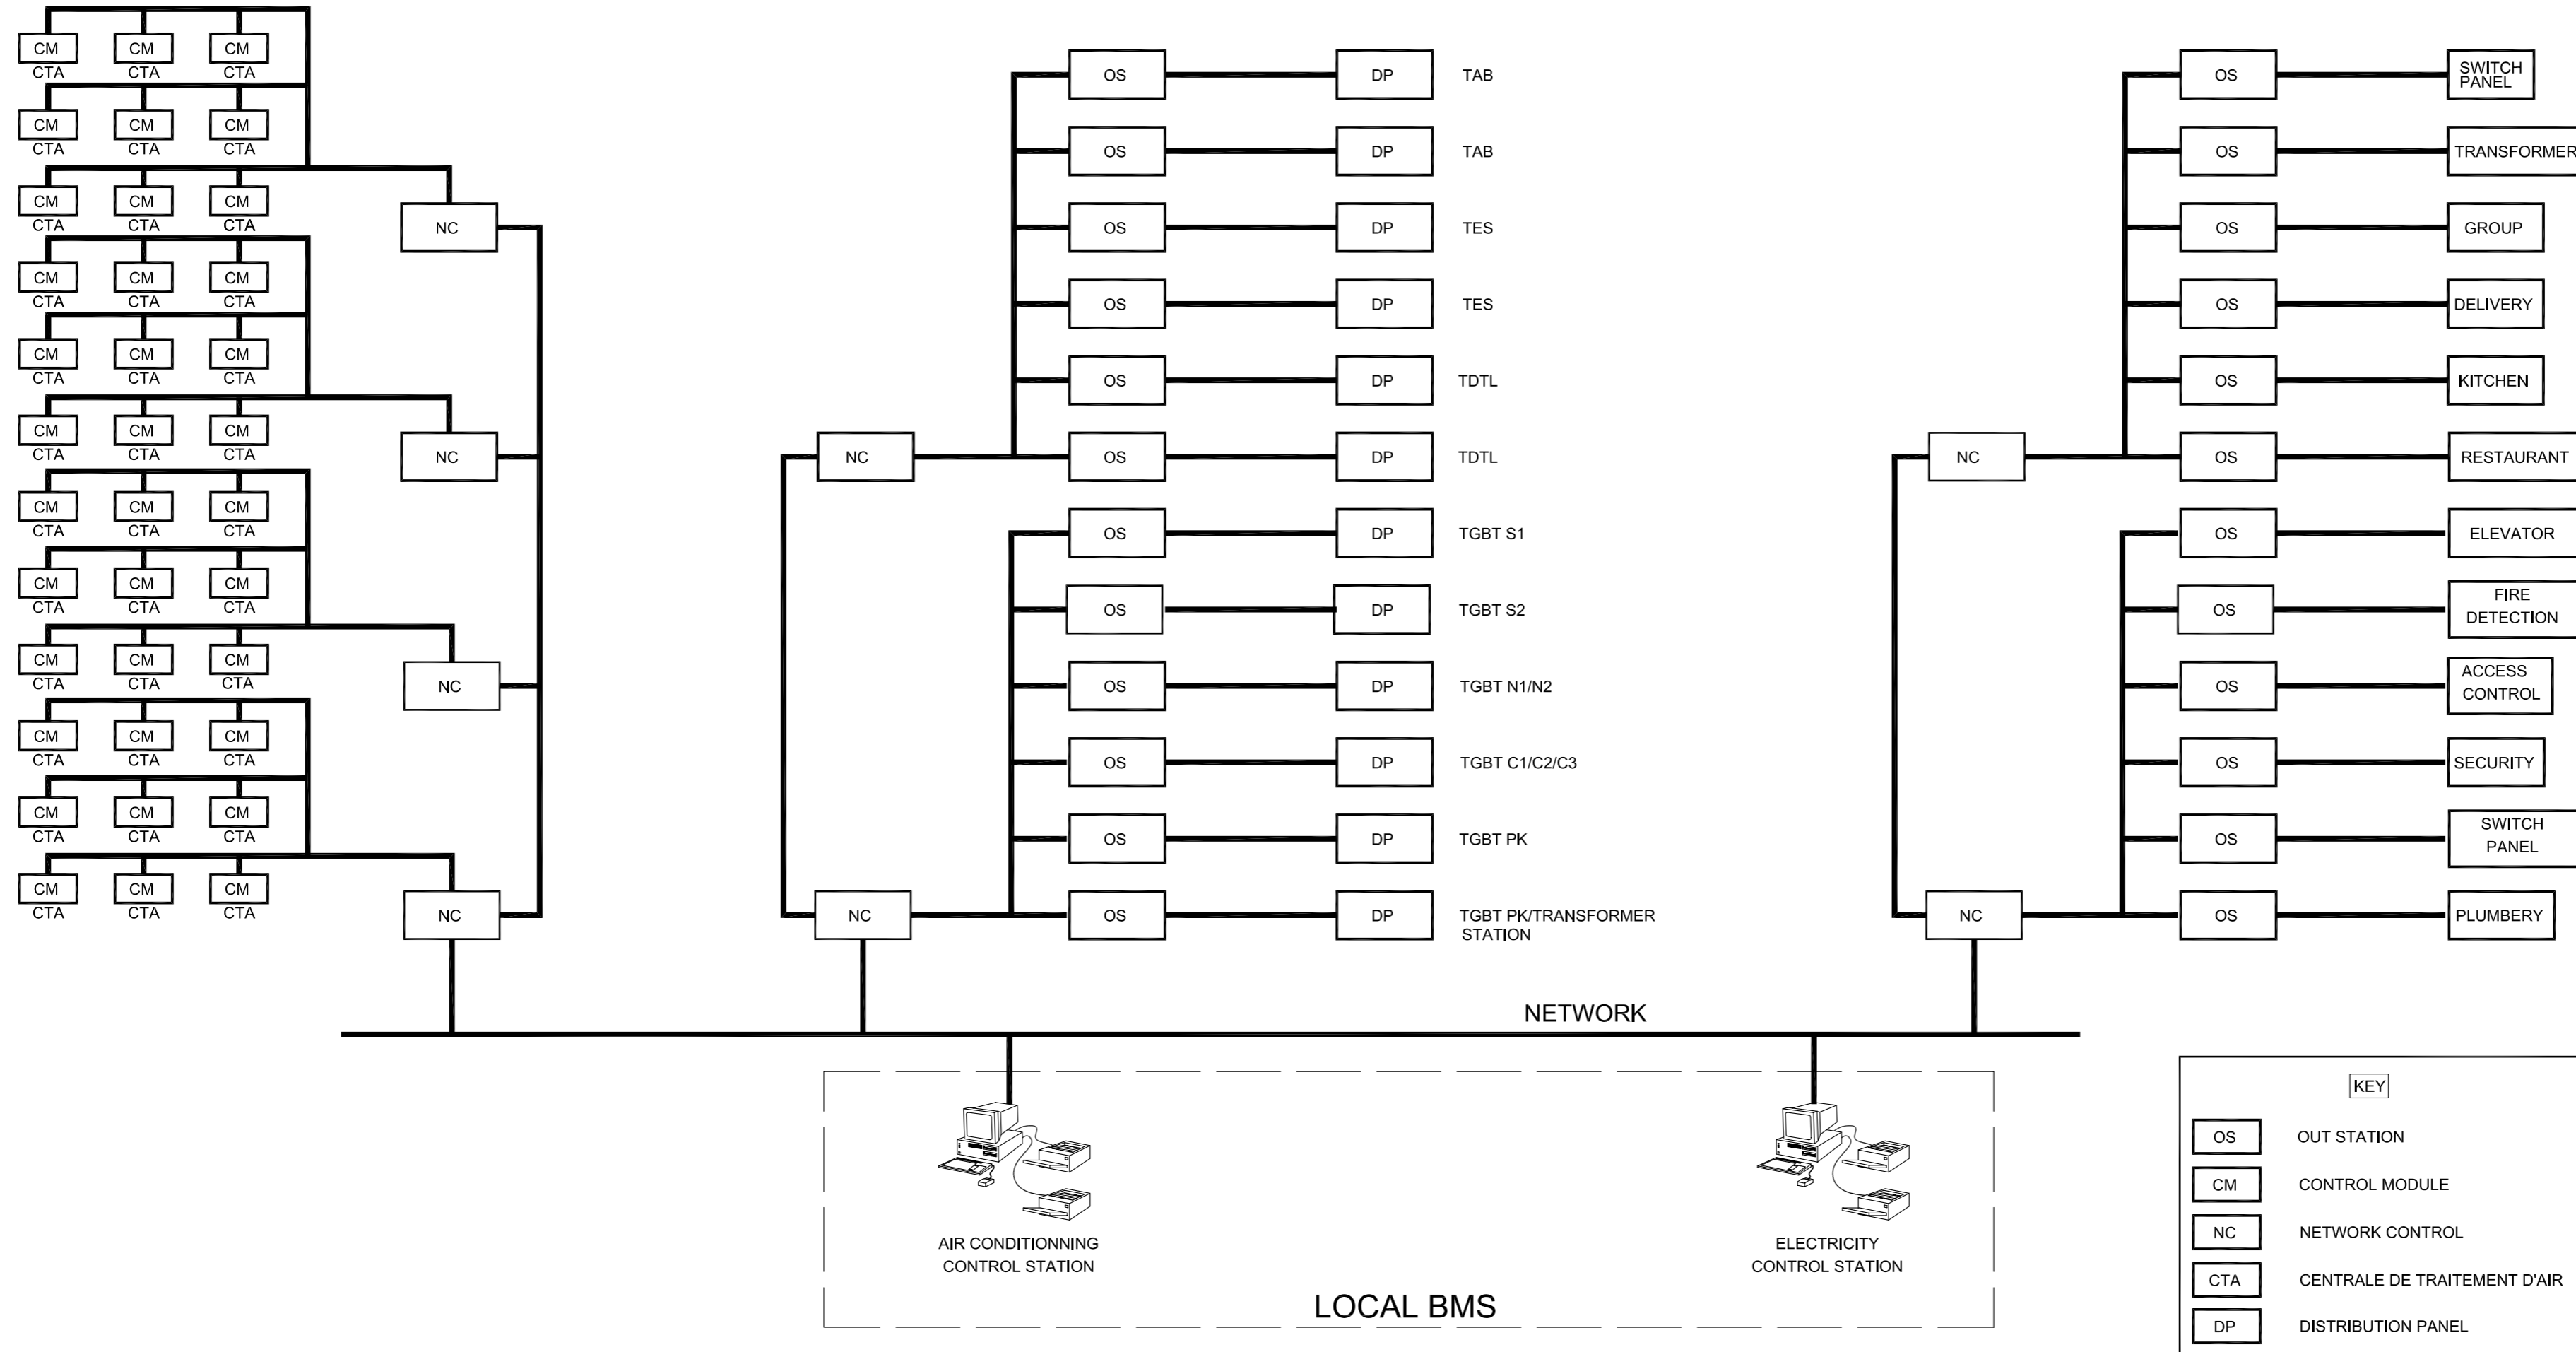 CM CM CM
CTA CTA CTA
CM CM CM
CTA CTA CTA
CM CM CM
CTA CTA CTA
NC
CM CM CM
CTA CTA CTA
CM CM CM
CTA CTA CTA
CM CM CM
CTA CTA CTA
NC
CM CM CM
CTA CTA CTA
CM CM CM
CTA CTA CTA
CM CM CM
CTA CTA CTA
NC
CM CM CM
CTA CTA CTA
CM CM CM
CTA CTA CTA
CM CM CM
CTA CTA CTA
NC
OS DP TAB
OS DP TAB
OS DP TES
OS DP TES
OS DP TDTL
NC OS DP TDTL
OS DP TGBT S1
OS DP TGBT S2
OS DP TGBT N1/N2
OS DP TGBT C1/C2/C3
OS DP TGBT PK
NC OS DP TGBT PK/TRANSFORMER
STATION
OS SWITCH
PANEL
OS TRANSFORMER
OS GROUP
OS DELIVERY
OS KITCHEN
NC OS RESTAURANT
OS ELEVATOR
OS FIRE
DETECTION
OS ACCESS
CONTROL
OS SECURITY
OS SWITCH
PANEL
NC OS PLUMBERY
NETWORK
AIR CONDITIONNING
CONTROL STATION
ELECTRICITY
CONTROL STATION
LOCAL BMS
KEY
OS OUT STATION
CM CONTROL MODULE
NC NETWORK CONTROL
CTA CENTRALE DE TRAITEMENT D'AIR
DP DISTRIBUTION PANEL